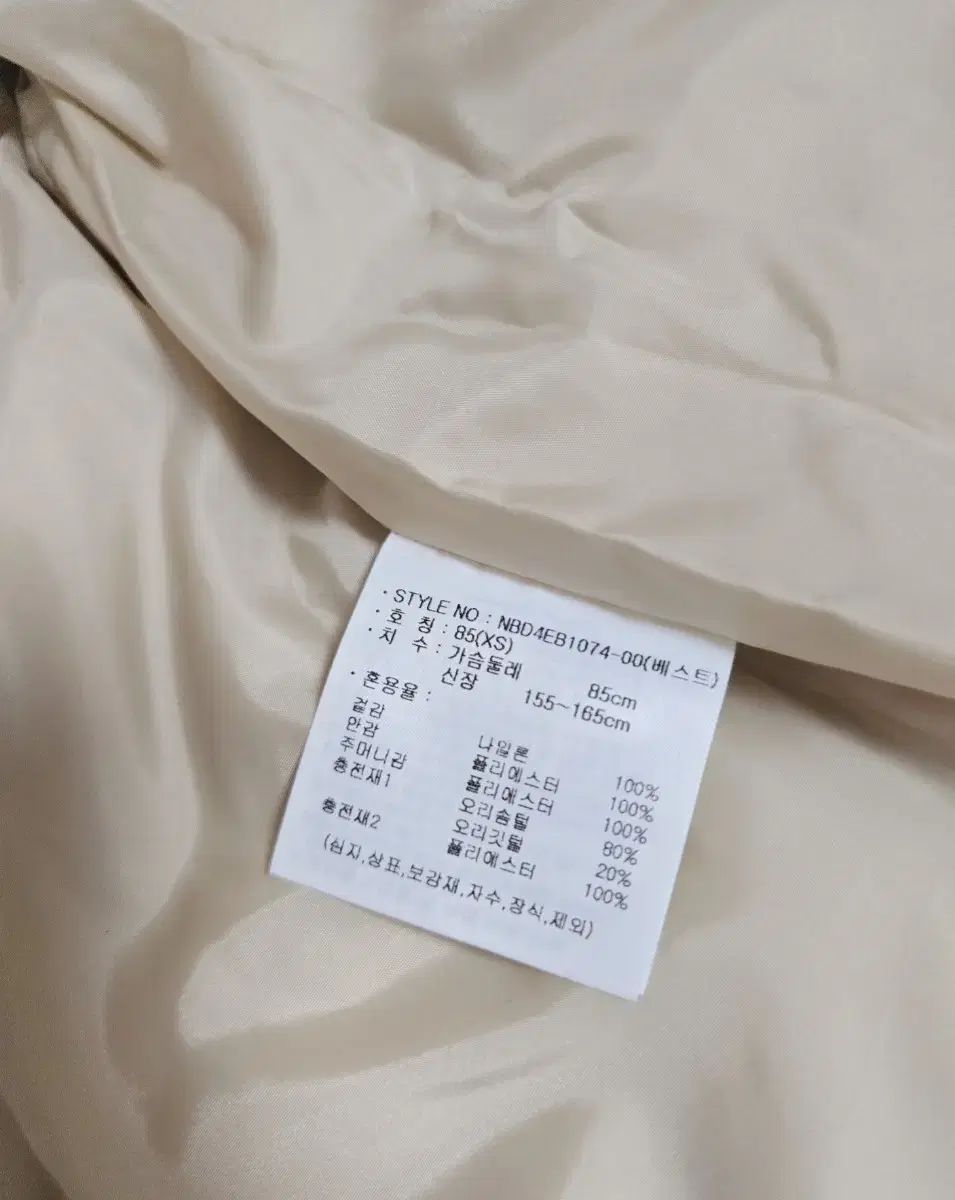 · STYLE NO : NBD4EB1074-00(베스트)
· 호 칭 : 85(XS)
· 치 수 : 가슴둘레 85cm
신장 155~165cm
· 혼용율 :
겉감 나일론 100%
안감 폴리에스터 100%
주머니감 폴리에스터 100%
충전재1 오리솜털 80%
오리깃털 20%
충전재2 폴리에스터 100%
(심지,상표,보강재,자수,장식,제외)